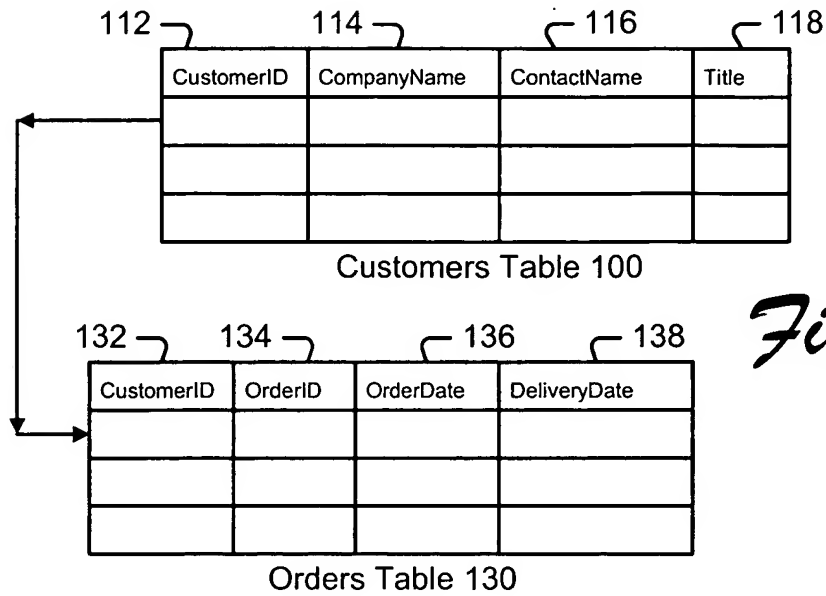 112 114 116 118
CustomerID CompanyName ContactName Title
Customers Table 100
132 134 136 138
CustomerID OrderID OrderDate DeliveryDate
Orders Table 130